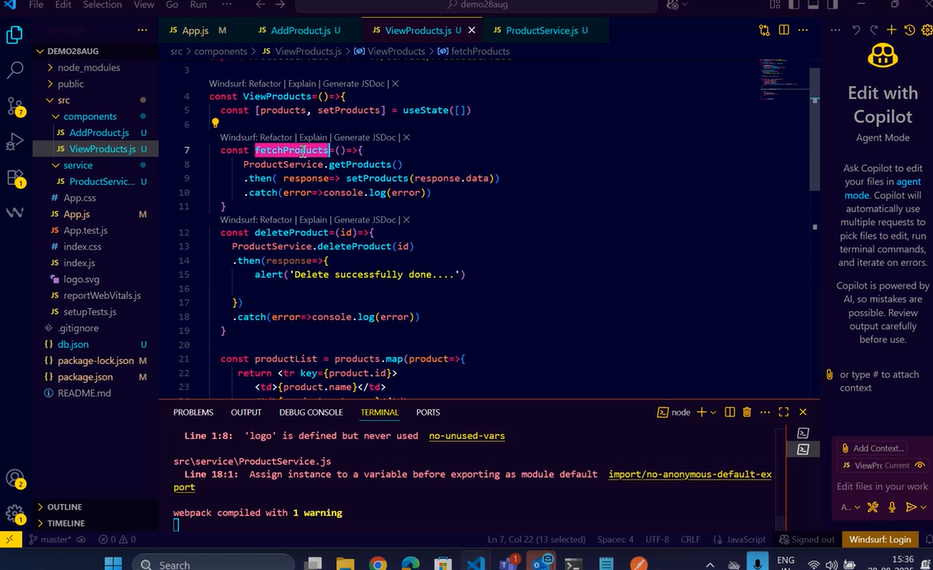 File Edit Selection View Go Run ... demo28aug
App.js M AddProduct.js U ViewProducts.js U ProductService.js U
src > components > ViewProducts.js > ViewProducts > fetchProducts
DEMO28AUG
node_modules
public
src
components
AddProduct.js U
ViewProducts.js U
service
ProductServic... U
App.css
App.js M
App.test.js
index.css
index.js
logo.svg
reportWebVitals.js
setupTests.js
.gitignore
db.json U
package-lock.json M
package.json M
README.md
OUTLINE
TIMELINE
3
Windsurf: Refactor | Explain | Generate JSDoc | X
4 const ViewProducts=()=>{
5 const [products, setProducts] = useState([])
6
Windsurf: Refactor | Explain | Generate JSDoc | X
7 const fetchProducts=()=>{
8 ProductService.getProducts()
9 .then( response=> setProducts(response.data))
10 .catch(error=>console.log(error))
11 }
Windsurf: Refactor | Explain | Generate JSDoc | X
12 const deleteProduct=(id)=>{
13 ProductService.deleteProduct(id)
14 .then(response=>{
15 alert('Delete successfully done....')
16
17 })
18 .catch(error=>console.log(error))
19 }
20
21 const productList = products.map(product=>{
22 return <tr key={product.id}>
23 <td>{product.name}</td>
PROBLEMS OUTPUT DEBUG CONSOLE TERMINAL PORTS node
Line 1:8: 'logo' is defined but never used no-unused-vars
src\service\ProductService.js
Line 18:1: Assign instance to a variable before exporting as module default import/no-anonymous-default-ex
port
webpack compiled with 1 warning
Edit with
Copilot
Agent Mode
Ask Copilot to
edit your files in agent
mode. Copilot will
automatically use
multiple requests to
pick files to edit, run
terminal commands,
and iterate on errors.
Copilot is powered by
AI, so mistakes are
possible. Review
output carefully
before use.
or type # to attach
context
Add Context...
ViewPro Current
Edit files in your work
A...
master* 0 0 Ln 7, Col 22 (13 selected) Spaces: 4 UTF-8 CRLF {} JavaScript Signed out Windsurf: Login
Search ENG 15:36